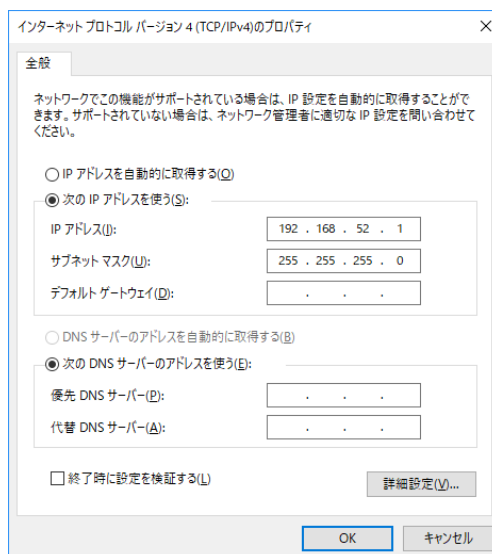 インターネット プロトコル バージョン 4 (TCP/IPv4)のプロパティ
全般
ネットワークでこの機能がサポートされている場合は、IP 設定を自動的に取得することがで
きます。サポートされていない場合は、ネットワーク管理者に適切な IP 設定を問い合わせて
ください。
IP アドレスを自動的に取得する(O)
次の IP アドレスを使う(S):
IP アドレス(I): 192 . 168 . 52 . 1
サブネット マスク(U): 255 . 255 . 255 . 0
デフォルト ゲートウェイ(D): . . .
DNS サーバーのアドレスを自動的に取得する(B)
次の DNS サーバーのアドレスを使う(E):
優先 DNS サーバー(P): . . .
代替 DNS サーバー(A): . . .
終了時に設定を検証する(L)
詳細設定(V)...
OK キャンセル